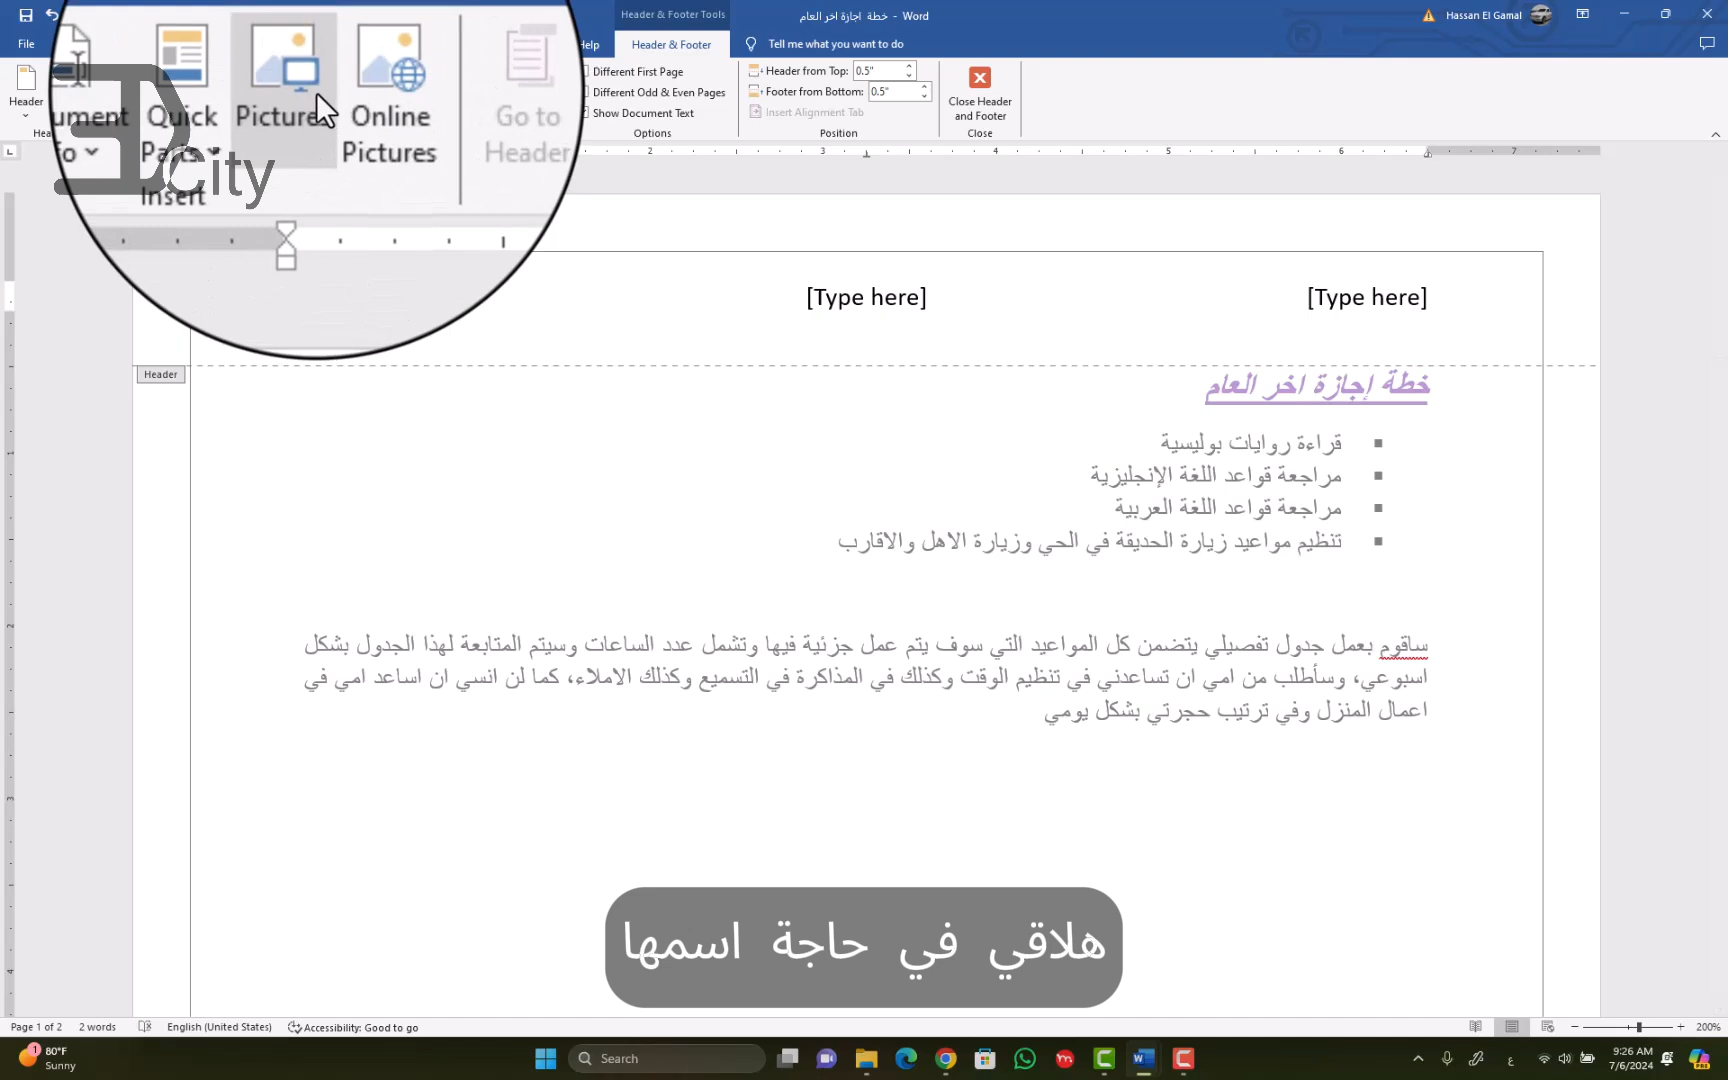 Header & Footer Tools
خطة اجازة اخر العام - Word
Hassan El Gamal
File
Help
Header & Footer
Tell me what you want to do
Header
Quick Parts
Pictures
Online Pictures
Go to Header
Insert
Different First Page
Different Odd & Even Pages
Show Document Text
Options
Header from Top: 0.5"
Footer from Bottom: 0.5"
Insert Alignment Tab
Position
Close Header and Footer
Close
city
2 3 4 5 6 7
[Type here] [Type here]
Header
خطة إجازة اخر العام
قراءة روايات بوليسية
مراجعة قواعد اللغة الإنجليزية
مراجعة قواعد اللغة العربية
تنظيم مواعيد زيارة الحديقة في الحي وزيارة الاهل والاقارب
ساقوم بعمل جدول تفصيلي يتضمن كل المواعيد التي سوف يتم عمل جزئية فيها وتشمل عدد الساعات وسيتم المتابعة لهذا الجدول بشكل
اسبوعي، وسأطلب من امي ان تساعدني في تنظيم الوقت وكذلك في المذاكرة في التسميع وكذلك الاملاء، كما لن انسي ان اساعد امي في
اعمال المنزل وفي ترتيب حجرتي بشكل يومي
هلاقي في حاجة اسمها
Page 1 of 2 2 words English (United States) Accessibility: Good to go 200%
80°F
Sunny
Search
9:26 AM
7/6/2024